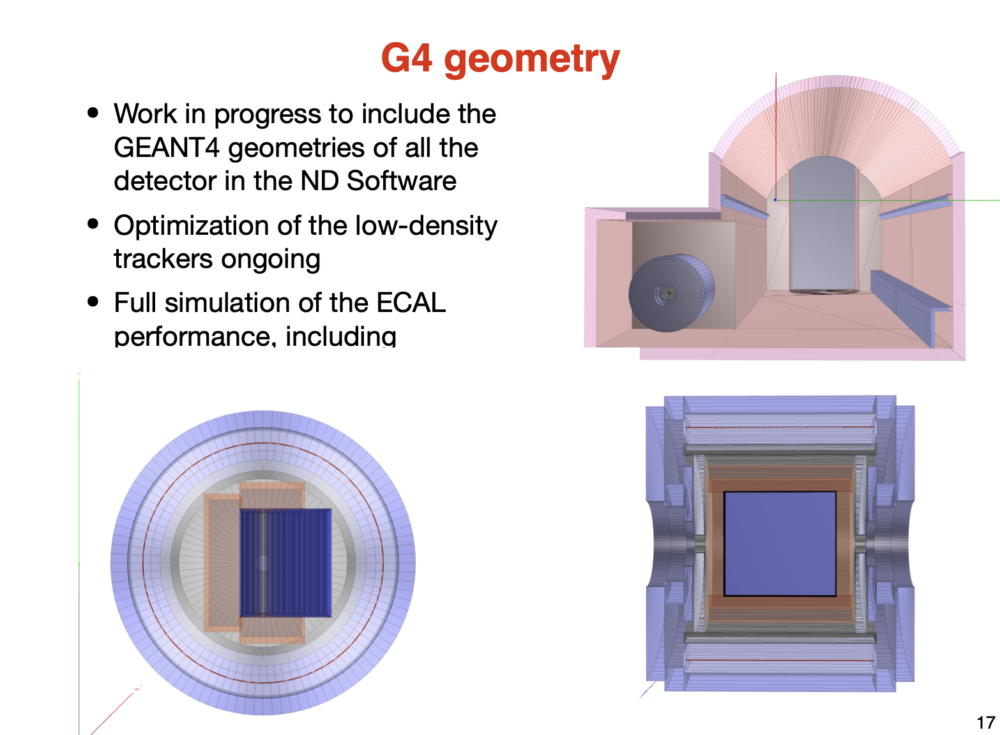 G4 geometry
• Work in progress to include the
GEANT4 geometries of all the
detector in the ND Software
• Optimization of the low-density
trackers ongoing
• Full simulation of the ECAL
performance, including
17